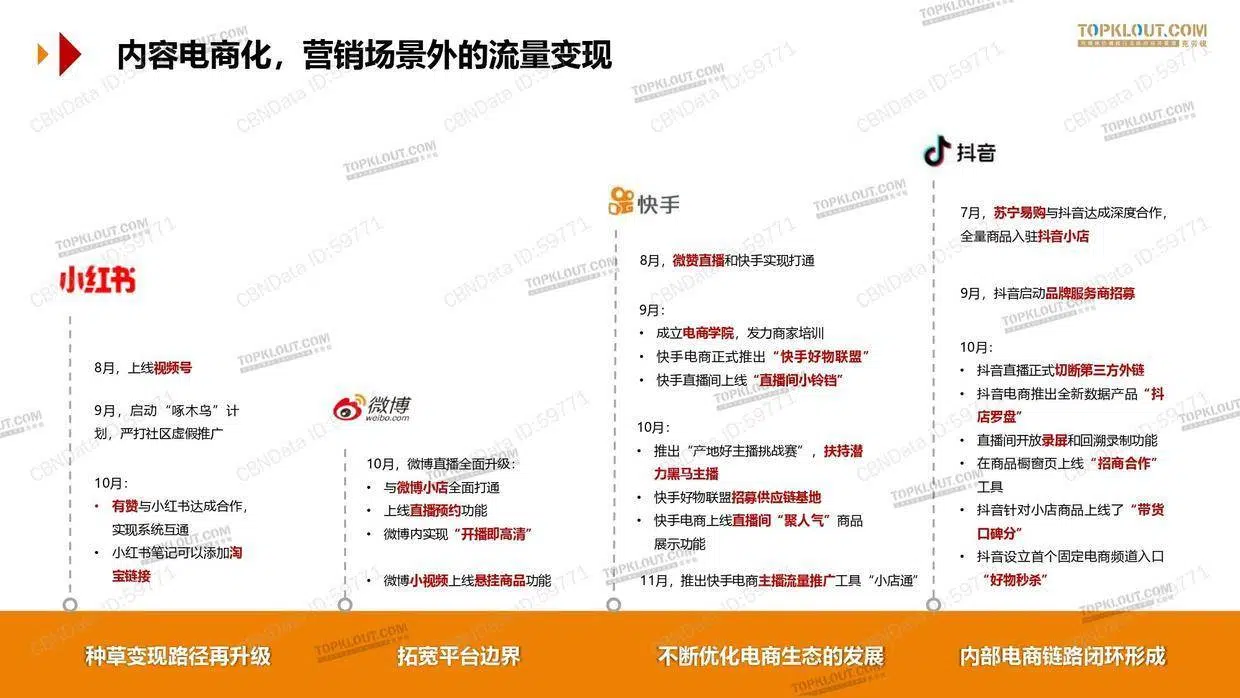 内容电商化，营销场景外的流量变现
TOPKLOUT.COM
小红书
8月，上线视频号
9月，启动“啄木鸟”计
划，严打社区虚假推广
10月：
• 有赞与小红书达成合作，
实现系统互通
• 小红书笔记可以添加淘
宝链接
种草变现路径再升级
微博
weibo.com
10月，微博直播全面升级：
• 与微博小店全面打通
• 上线直播预约功能
• 微博内实现“开播即高清”
• 微博小视频上线悬挂商品功能
拓宽平台边界
快手
8月，微赞直播和快手实现打通
9月：
• 成立电商学院，发力商家培训
• 快手电商正式推出“快手好物联盟”
• 快手直播间上线“直播间小铃铛”
10月：
• 推出“产地好主播挑战赛”，扶持潜
力黑马主播
• 快手好物联盟招募供应链基地
• 快手电商上线直播间“聚人气”商品
展示功能
11月，推出快手电商主播流量推广工具“小店通”
不断优化电商生态的发展
抖音
7月，苏宁易购与抖音达成深度合作，
全量商品入驻抖音小店
9月，抖音启动品牌服务商招募
10月：
• 抖音直播正式切断第三方外链
• 抖音电商推出全新数据产品“抖
店罗盘”
• 直播间开放录屏和回溯录制功能
• 在商品橱窗页上线“招商合作”
工具
• 抖音针对小店商品上线了“带货
口碑分”
• 抖音设立首个固定电商频道入口
“好物秒杀”
内部电商链路闭环形成
CBNData ID:59771
TOPKLOUT.COM